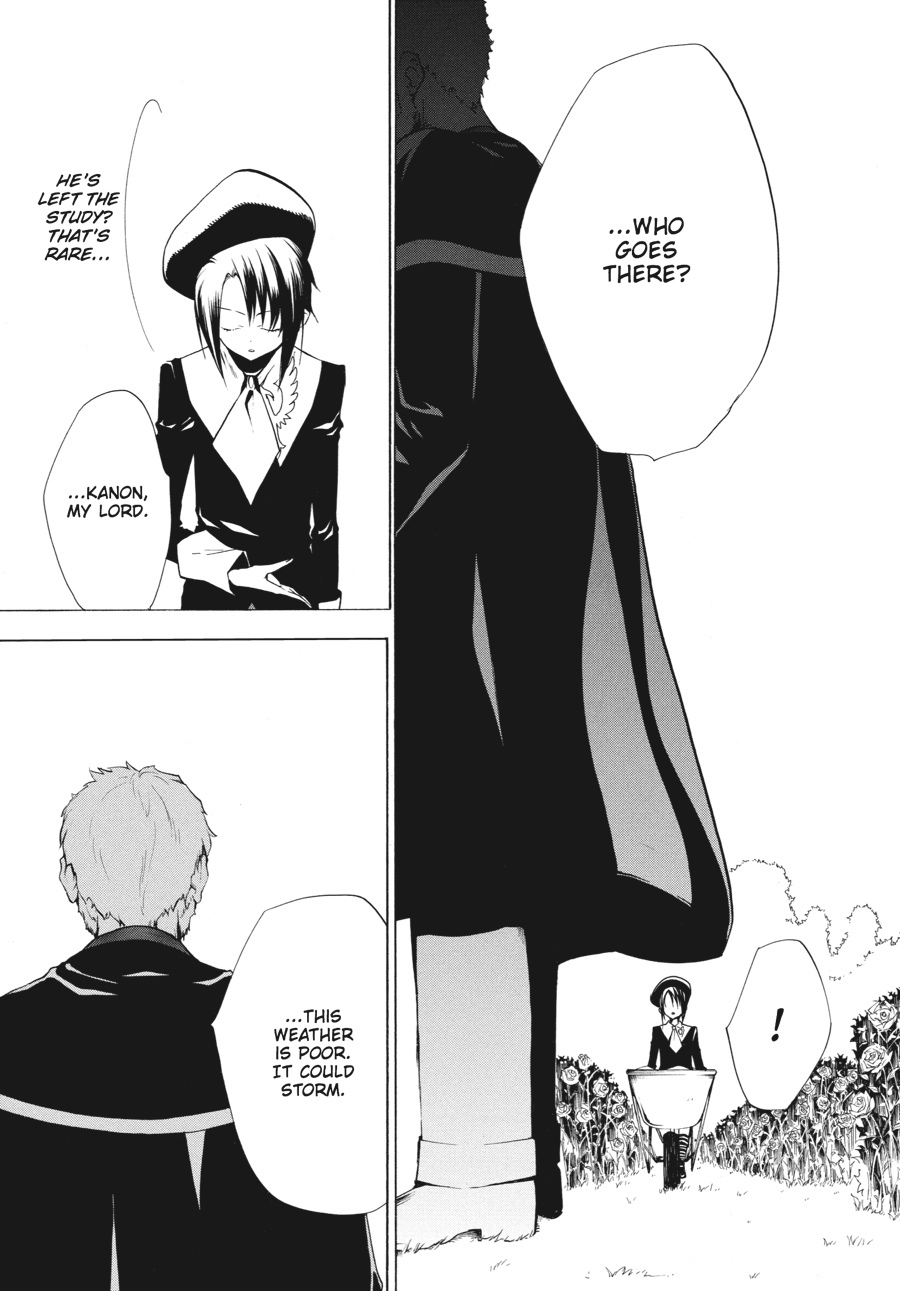 ...WHO
GOES
THERE?
!
HE'S
LEFT THE
STUDY?
THAT'S
RARE...
...KANON,
MY LORD.
...THIS
WEATHER
IS POOR.
IT COULD
STORM.